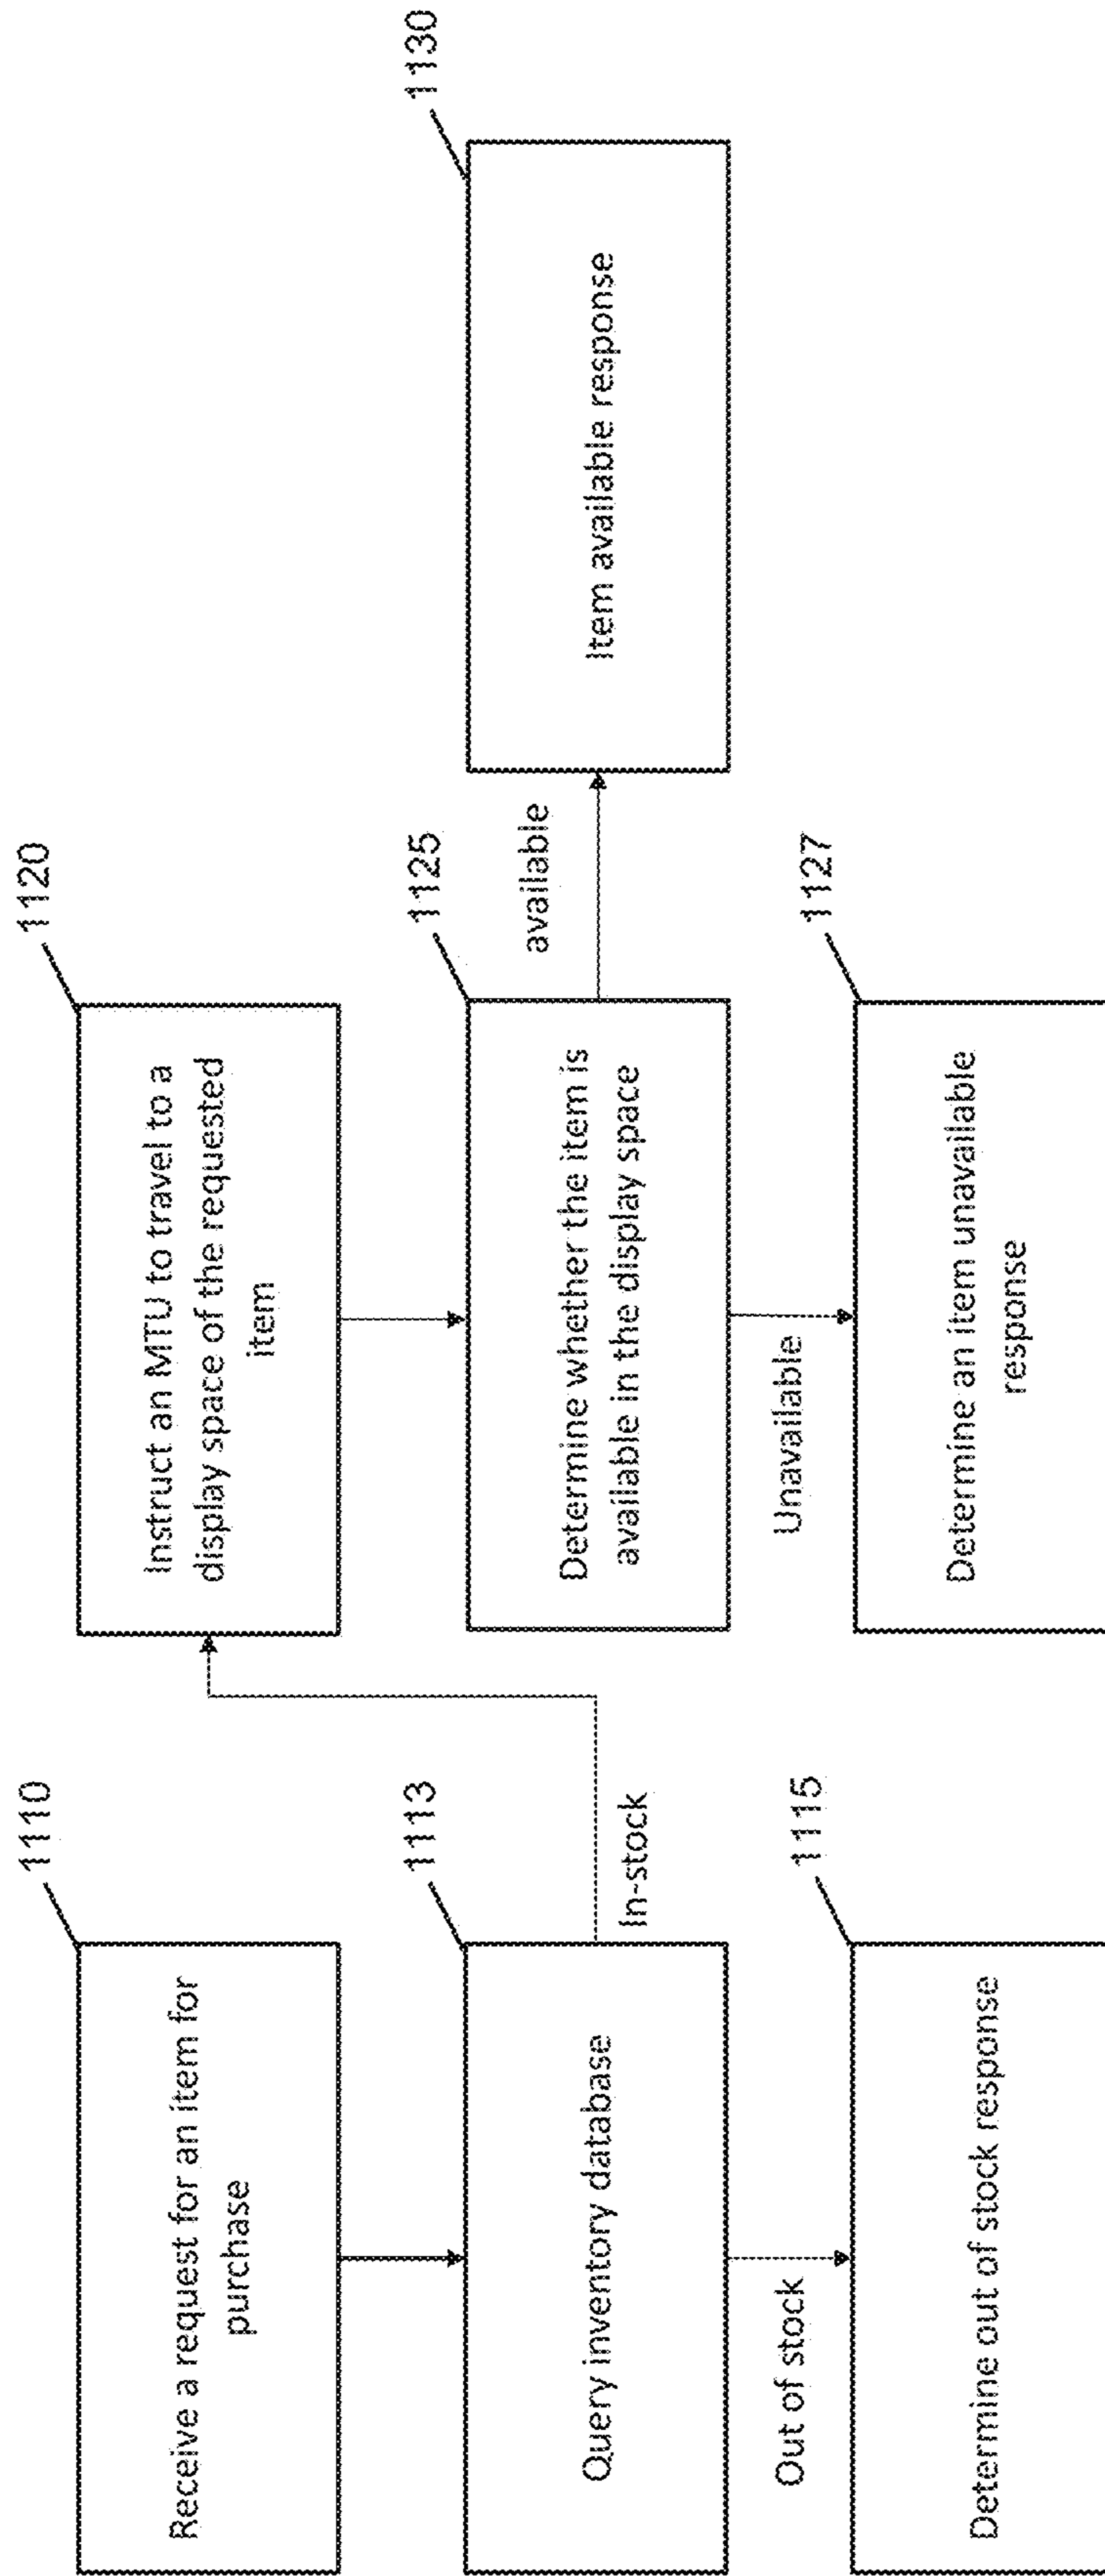 1110
Receive a request for an item for
purchase
1113
Query inventory database
In-stock
Out of stock
1115
Determine out of stock response
1120
Instruct an MTU to travel to a
display space of the requested
item
1125
Determine whether the item is
available in the display space
available
Unavailable
1127
Determine an item unavailable
response
1130
Item available response